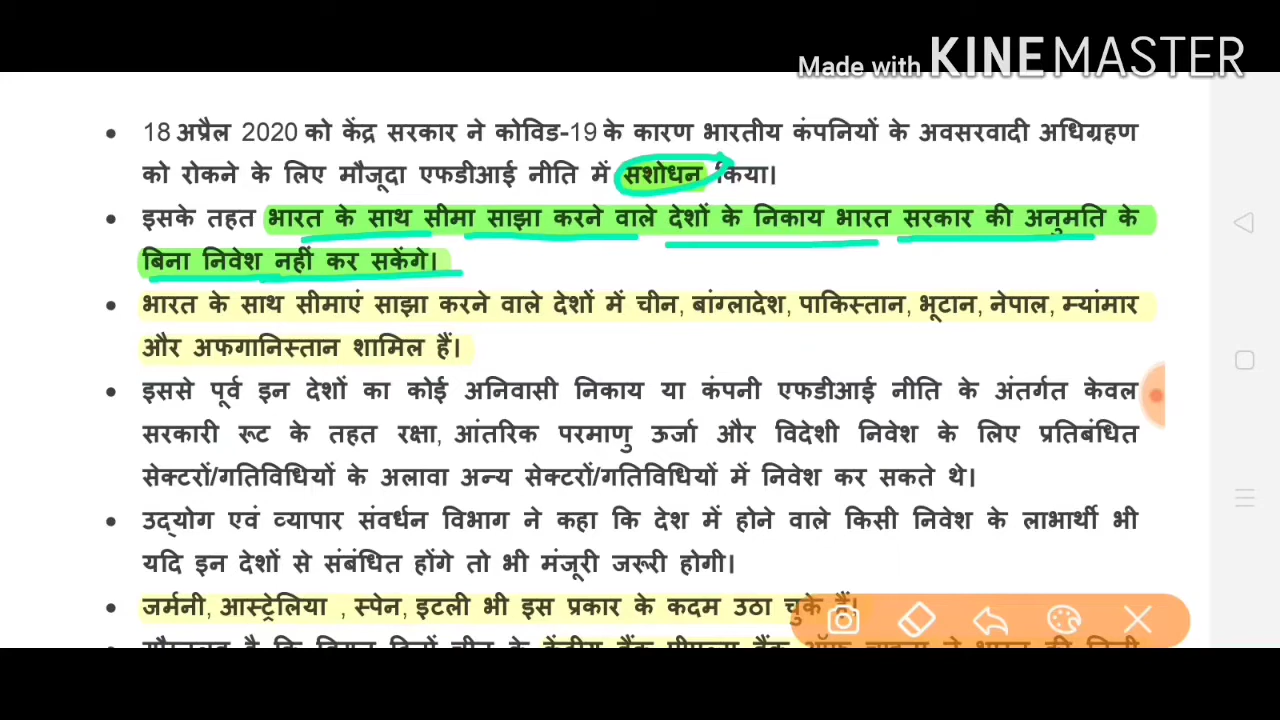 Made with KINEMASTER
18 अप्रैल 2020 को केंद्र सरकार ने कोविड-19 के कारण भारतीय कंपनियों के अवसरवादी अधिग्रहण
को रोकने के लिए मौजूदा एफडीआई नीति में सशोधन किया।
इसके तहत भारत के साथ सीमा साझा करने वाले देशों के निकाय भारत सरकार की अनुमति के
बिना निवेश नहीं कर सकेंगे।
भारत के साथ सीमाएं साझा करने वाले देशों में चीन, बांग्लादेश, पाकिस्तान, भूटान, नेपाल, म्यांमार
और अफगानिस्तान शामिल हैं।
इससे पूर्व इन देशों का कोई अनिवासी निकाय या कंपनी एफडीआई नीति के अंतर्गत केवल
सरकारी रूट के तहत रक्षा, आंतरिक परमाणु ऊर्जा और विदेशी निवेश के लिए प्रतिबंधित
सेक्टरों/गतिविधियों के अलावा अन्य सेक्टरों/गतिविधियों में निवेश कर सकते थे।
उद्योग एवं व्यापार संवर्धन विभाग ने कहा कि देश में होने वाले किसी निवेश के लाभार्थी भी
यदि इन देशों से संबंधित होंगे तो भी मंजूरी जरूरी होगी।
जर्मनी, आस्ट्रेलिया , स्पेन, इटली भी इस प्रकार के कदम उठा चुके हैं।